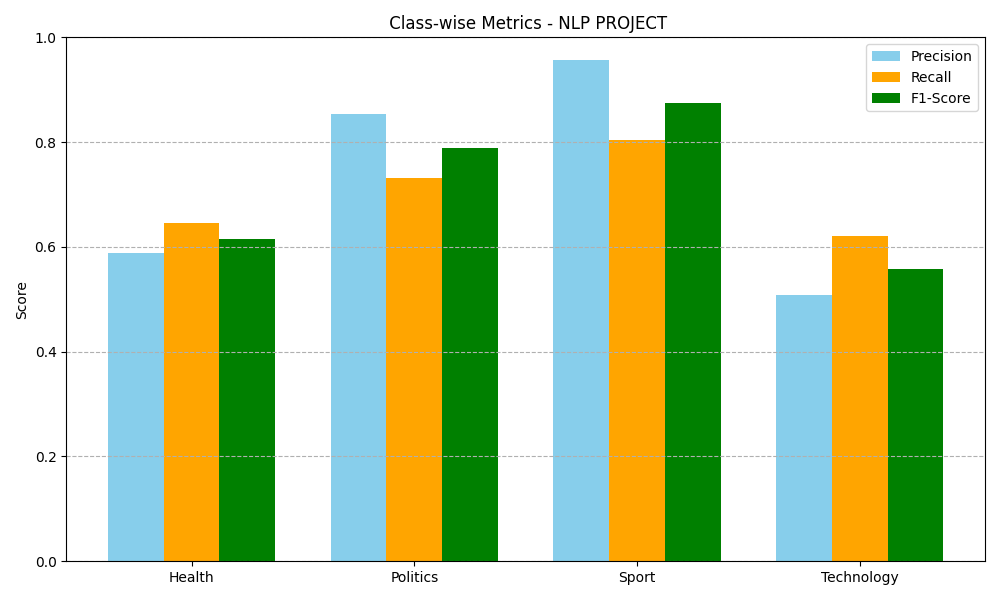 Class-wise Metrics - NLP PROJECT
Precision
Recall
F1-Score
Score
1.0
0.8
0.6
0.4
0.2
0.0
Health Politics Sport Technology